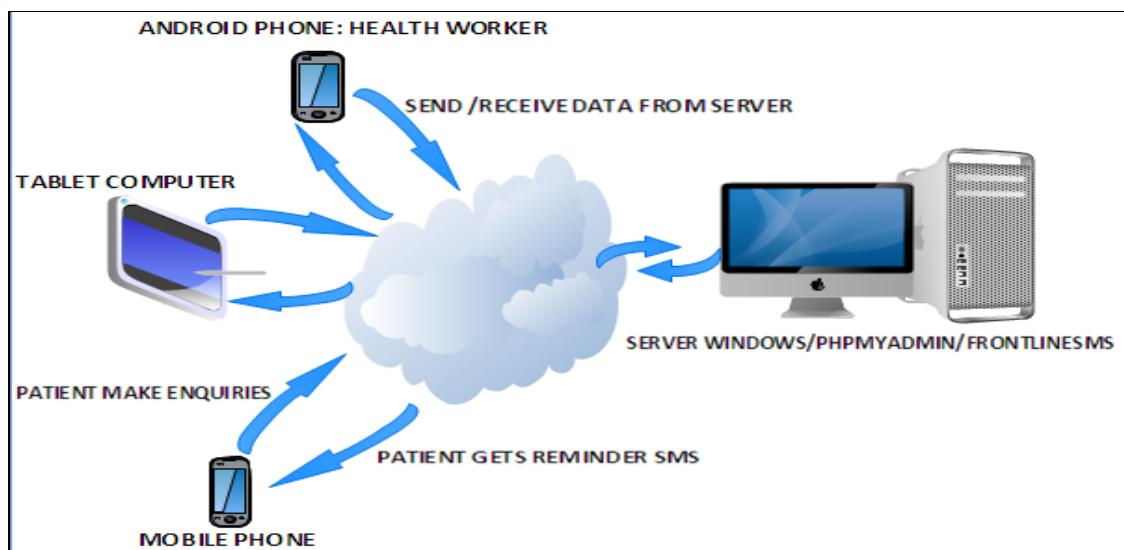 ANDROID PHONE: HEALTH WORKER
SEND /RECEIVE DATA FROM SERVER
TABLET COMPUTER
SERVER WINDOWS/PHPMYADMIN/FRONTLINESMS
PATIENT MAKE ENQUIRIES
PATIENT GETS REMINDER SMS
MOBILE PHONE